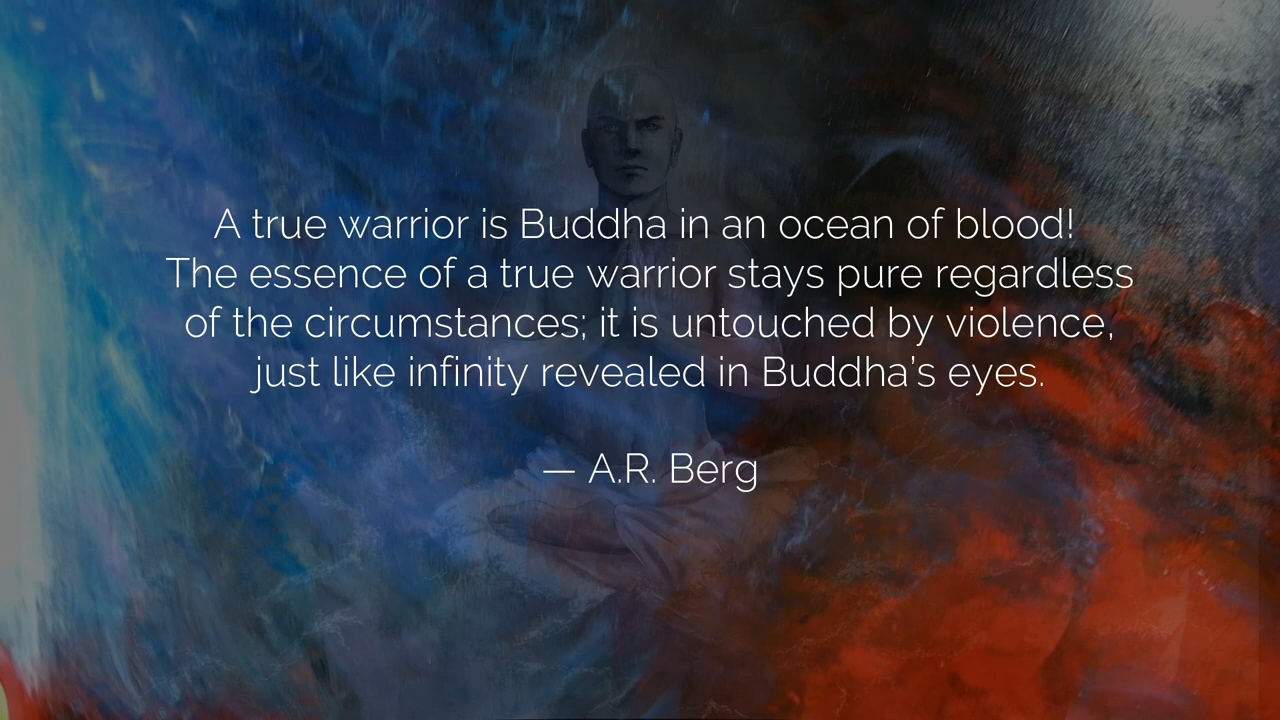 A true warrior is Buddha in an ocean of blood!
The essence of a true warrior stays pure regardless
of the circumstances; it is untouched by violence,
just like infinity revealed in Buddha’s eyes.
— A.R. Berg